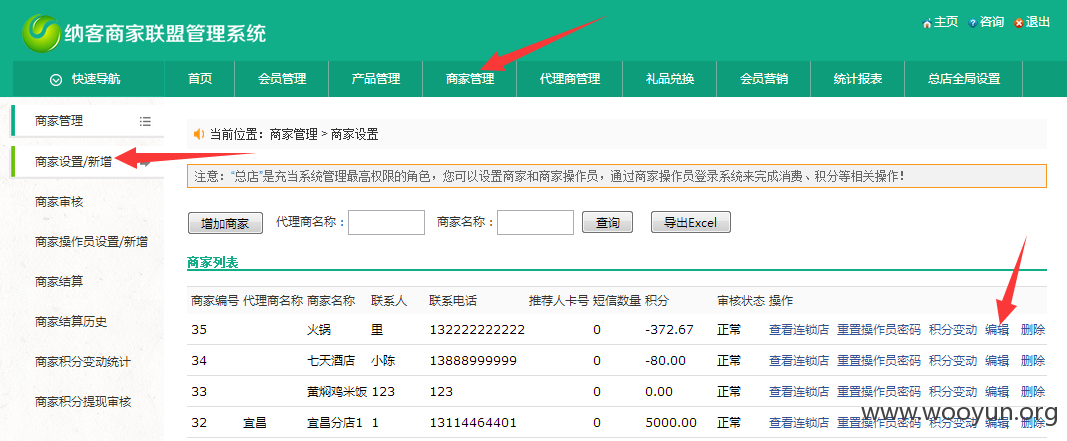 纳客商家联盟管理系统
主页 咨询 退出
快速导航 首页 会员管理 产品管理 商家管理 代理商管理 礼品兑换 会员营销 统计报表 总店全局设置
商家管理
商家设置/新增
商家审核
商家操作员设置/新增
商家结算
商家结算历史
商家积分变动统计
商家积分提现审核
当前位置：商家管理 > 商家设置
注意：“总店”是充当系统管理最高权限的角色，您可以设置商家和商家操作员，通过商家操作员登录系统来完成消费、积分等相关操作！
增加商家 代理商名称： 商家名称： 查询 导出Excel
商家列表
商家编号 代理商名称 商家名称 联系人 联系电话 推荐人卡号 短信数量 积分 审核状态 操作
35 火锅 里 132222222222 0 -372.67 正常 查看连锁店 重置操作员密码 积分变动 编辑 删除
34 七天酒店 小陈 13888999999 0 -80.00 正常 查看连锁店 重置操作员密码 积分变动 编辑 删除
33 黄焖鸡米饭 123 123 0 0.00 正常 查看连锁店 重置操作员密码 积分变动 编辑 删除
32 宜昌 宜昌分店1 1 13114464401 0 5000.00 正常 查看连锁店 重置操作员密码 积分变动 编辑 删除
www.wooyun.org